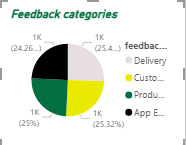 Feedback categories
1K
(24.26...)
1K
(25.4...)
1K
(25%)
1K
(25.32%)
feedbac...
Delivery
Custo...
Produ...
App E...